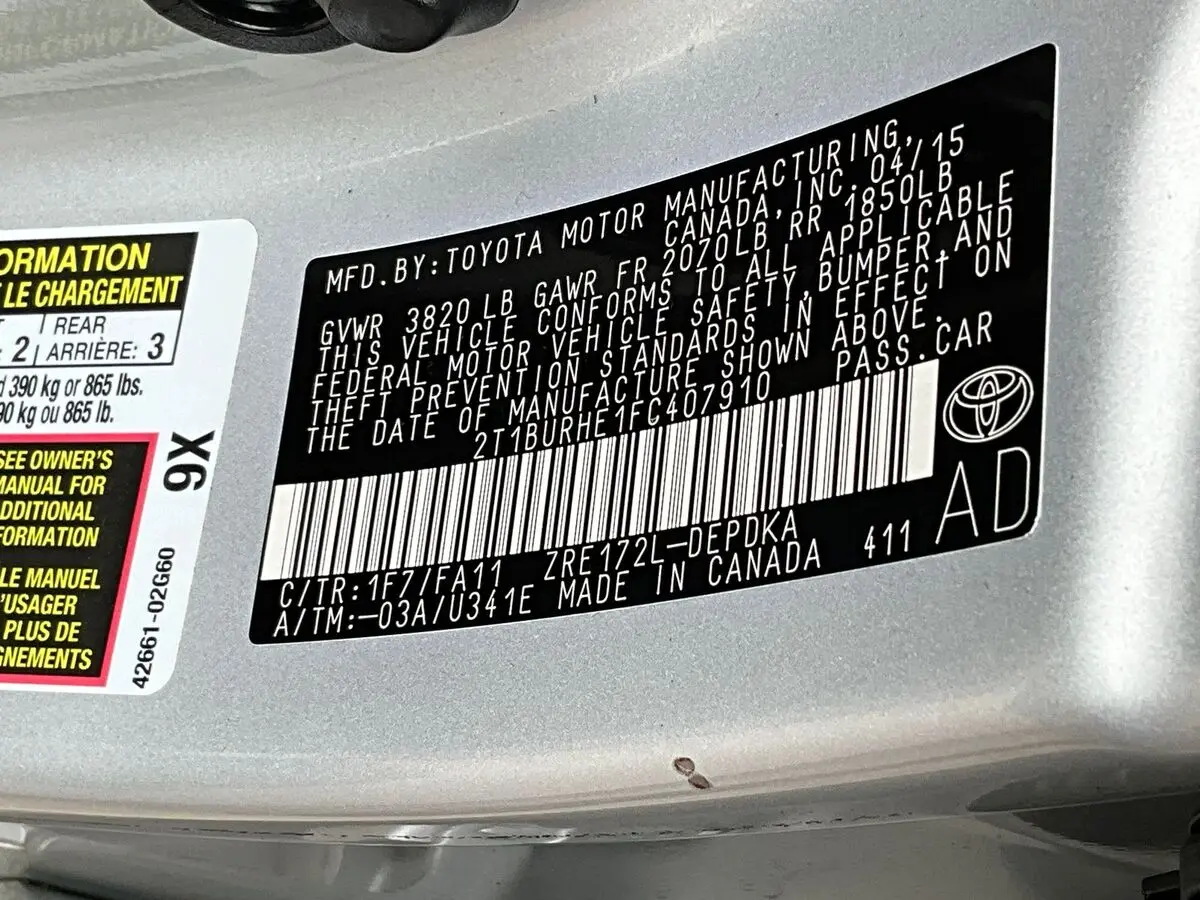 ORMATION
LE CHARGEMENT
REAR
2 ARRIÈRE: 3
390 kg or 865 lbs.
90 kg ou 865 lb.
SEE OWNER'S
MANUAL FOR
ADDITIONAL
FORMATION
LE MANUEL
'USAGER
PLUS DE
GNEMENTS
9X
42661-02G60
MFD.BY:TOYOTA MOTOR MANUFACTURING,
CANADA, INC. 04/15
GVWR 3820 LB GAWR FR 2070LB RR 1850LB
THIS VEHICLE CONFORMS TO ALL APPLICABLE
FEDERAL MOTOR VEHICLE SAFETY,BUMPER,AND
THEFT PREVENTION STANDARDS IN EFFECT ON
THE DATE OF MANUFACTURE SHOWN ABOVE.
2T1BURHE1FC407910 PASS.CAR
C/TR:1F7/FA11 ZRE172L-DEPDKA
A/TM:-03A/U341E MADE IN CANADA 411
AD